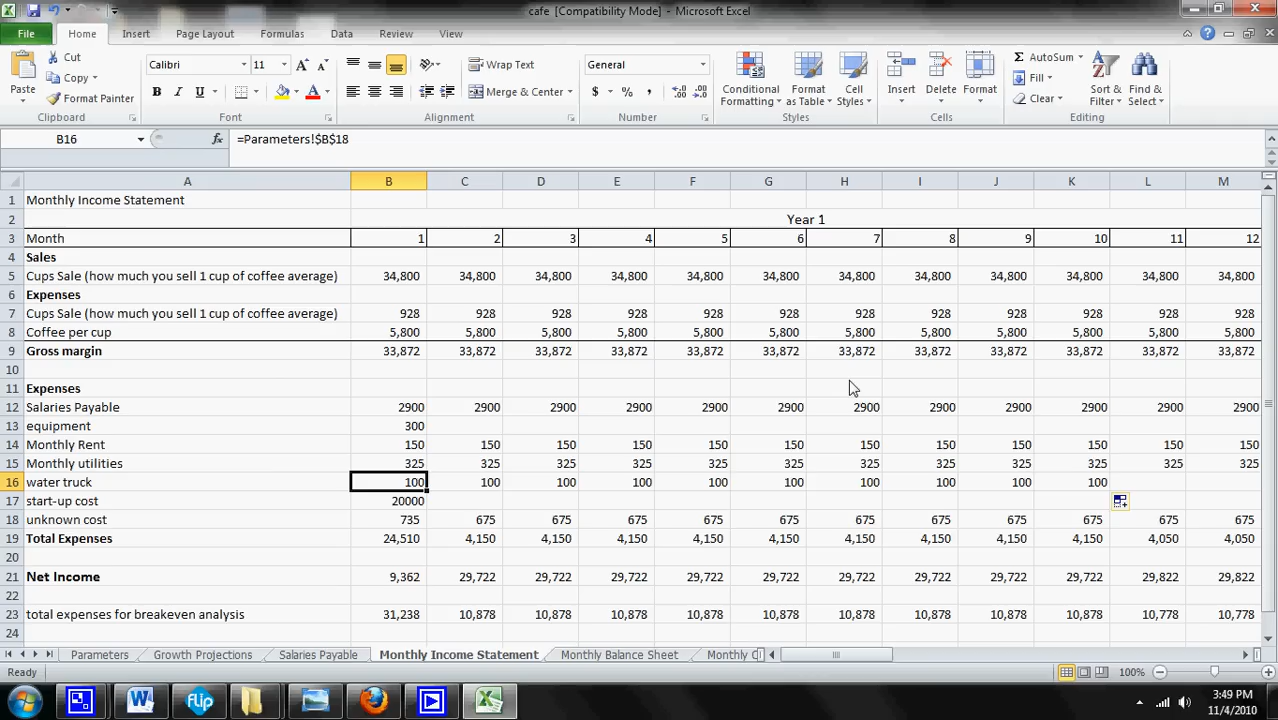 cafe [Compatibility Mode] - Microsoft Excel
File Home Insert Page Layout Formulas Data Review View
Paste Cut Copy Format Painter Clipboard
Calibri 11 Font
Wrap Text Merge & Center Alignment
General $ % , Number
Conditional Formatting Format as Table Cell Styles Styles
Insert Delete Format Cells
Σ AutoSum Fill Clear Sort & Filter Find & Select Editing
B16 fx =Parameters!$B$18
A B C D E F G H I J K L M
1 Monthly Income Statement
2 Year 1
3 Month 1 2 3 4 5 6 7 8 9 10 11 12
4 Sales
5 Cups Sale (how much you sell 1 cup of coffee average) 34,800 34,800 34,800 34,800 34,800 34,800 34,800 34,800 34,800 34,800 34,800 34,800
6 Expenses
7 Cups Sale (how much you sell 1 cup of coffee average) 928 928 928 928 928 928 928 928 928 928 928 928
8 Coffee per cup 5,800 5,800 5,800 5,800 5,800 5,800 5,800 5,800 5,800 5,800 5,800 5,800
9 Gross margin 33,872 33,872 33,872 33,872 33,872 33,872 33,872 33,872 33,872 33,872 33,872 33,872
10
11 Expenses
12 Salaries Payable 2900 2900 2900 2900 2900 2900 2900 2900 2900 2900 2900 2900
13 equipment 300
14 Monthly Rent 150 150 150 150 150 150 150 150 150 150 150 150
15 Monthly utilities 325 325 325 325 325 325 325 325 325 325 325 325
16 water truck 100 100 100 100 100 100 100 100 100 100
17 start-up cost 20000
18 unknown cost 735 675 675 675 675 675 675 675 675 675 675 675
19 Total Expenses 24,510 4,150 4,150 4,150 4,150 4,150 4,150 4,150 4,150 4,150 4,050 4,050
20
21 Net Income 9,362 29,722 29,722 29,722 29,722 29,722 29,722 29,722 29,722 29,722 29,822 29,822
22
23 total expenses for breakeven analysis 31,238 10,878 10,878 10,878 10,878 10,878 10,878 10,878 10,878 10,878 10,778 10,778
24
Parameters Growth Projections Salaries Payable Monthly Income Statement Monthly Balance Sheet Monthly C
Ready 100%
W FLIP
3:49 PM
11/4/2010